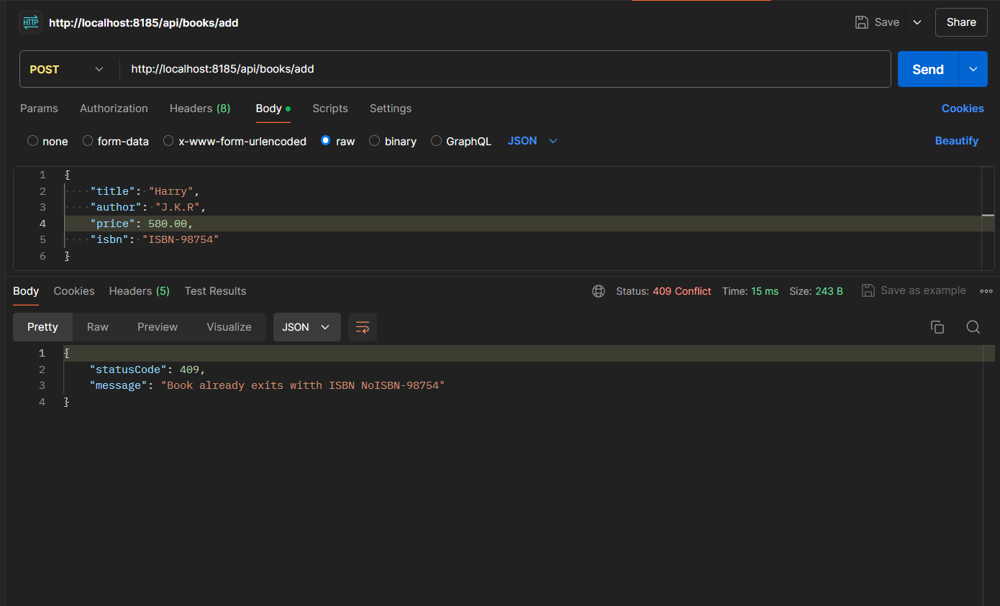 HTTP http://localhost:8185/api/books/add Save Share
POST http://localhost:8185/api/books/add Send
Params Authorization Headers (8) Body Scripts Settings Cookies
none form-data x-www-form-urlencoded raw binary GraphQL JSON Beautify
1 {
2 "title": "Harry",
3 "author": "J.K.R",
4 "price": 580.00,
5 "isbn": "ISBN-98754"
6 }
Body Cookies Headers (5) Test Results Status: 409 Conflict Time: 15 ms Size: 243 B Save as example
Pretty Raw Preview Visualize JSON
1 {
2 "statusCode": 409,
3 "message": "Book already exits witth ISBN NoISBN-98754"
4 }